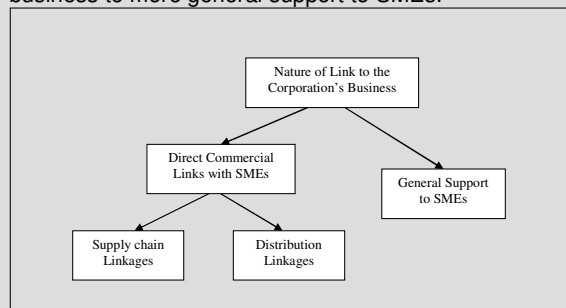 business to more general support to SMEs.
Nature of Link to the
Corporation's Business
Direct Commercial
Links with SMEs
General Support
to SMEs
Supply chain
Linkages
Distribution
Linkages